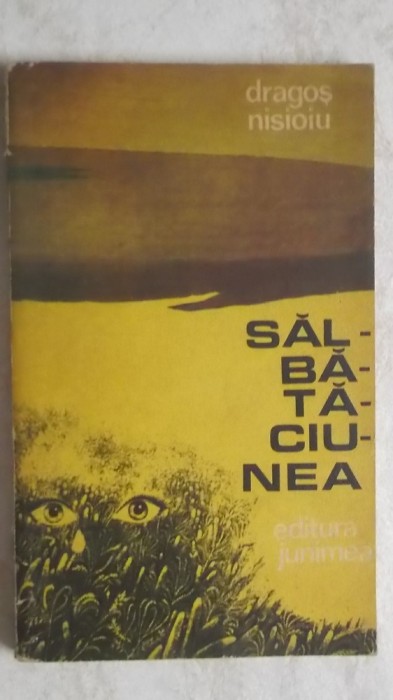 dragoș
nisioiu
SĂL-
BĂ-
TĂ-
CIU-
NEA
editura
junimea